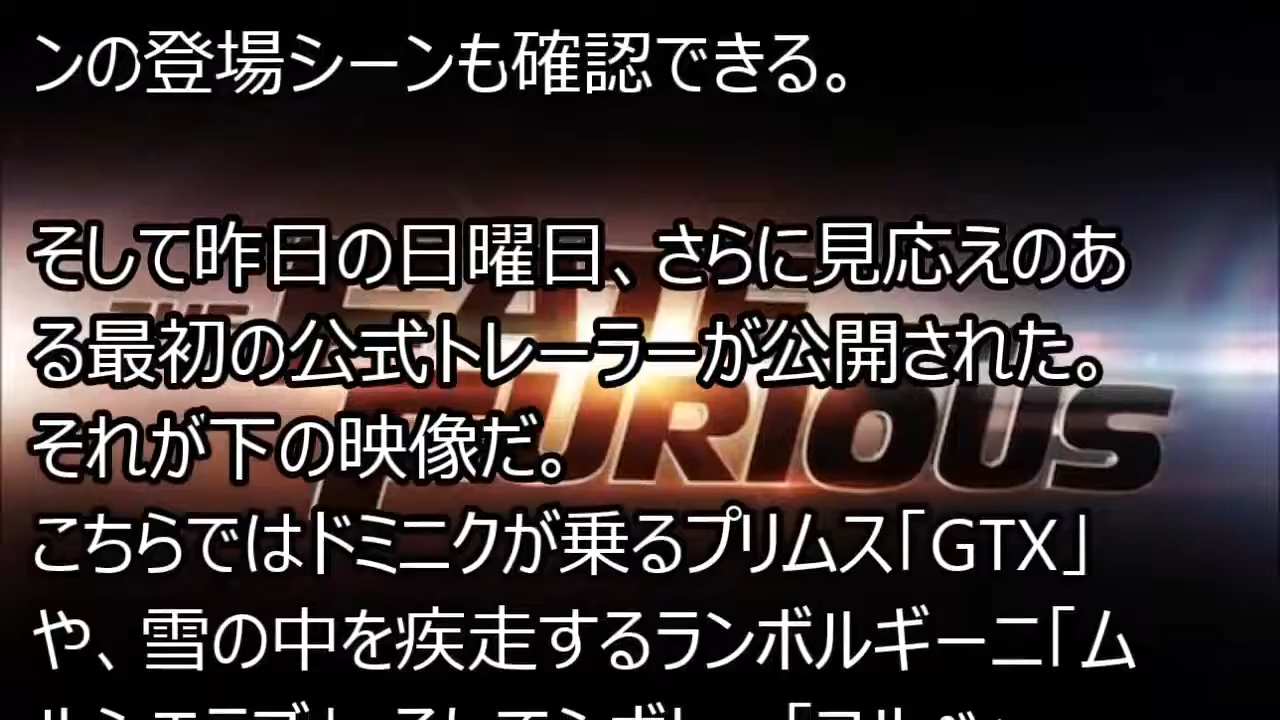 ンの登場シーンも確認できる。
そして昨日の日曜日、さらに見応えのあ
る最初の公式トレーラーが公開された。
それが下の映像だ。
こちらではドミニクが乗るプリムス「GTX」
や、雪の中を疾走するランボルギーニ「ム
THE FATE
FURIOUS